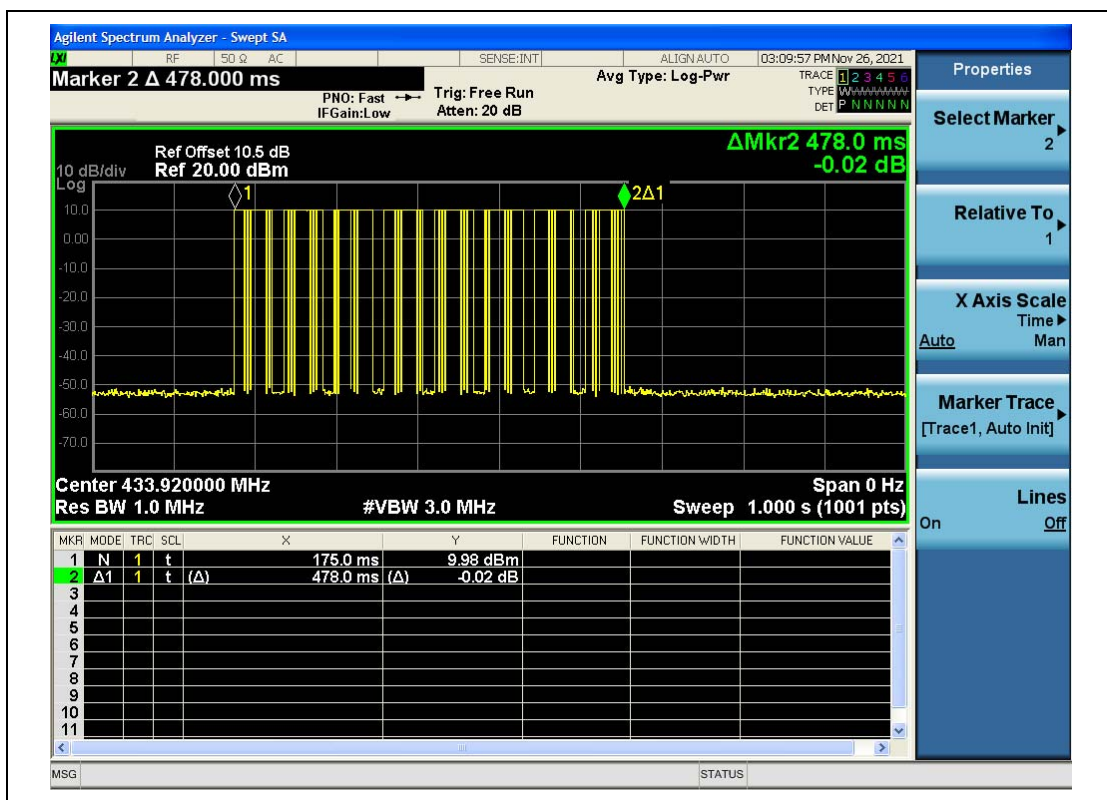 Agilent Spectrum Analyzer - Swept SA
LXI RF 50 Ω AC SENSE:INT ALIGN AUTO 03:09:57 PM Nov 26, 2021
Marker 2 Δ 478.000 ms
PNO: Fast
IFGain:Low
Trig: Free Run
Atten: 20 dB
Avg Type: Log-Pwr
TRACE 1 2 3 4 5 6
TYPE
DET P N N N N N
Ref Offset 10.5 dB
10 dB/div Ref 20.00 dBm
Log
ΔMkr2 478.0 ms
-0.02 dB
1
2Δ1
10.0
0.00
-10.0
-20.0
-30.0
-40.0
-50.0
-60.0
-70.0
Center 433.920000 MHz Span 0 Hz
Res BW 1.0 MHz #VBW 3.0 MHz Sweep 1.000 s (1001 pts)
MKR MODE TRC SCL X Y FUNCTION FUNCTION WIDTH FUNCTION VALUE
1 N 1 t 175.0 ms 9.98 dBm
2 Δ1 1 t (Δ) 478.0 ms (Δ) -0.02 dB
3
4
5
6
7
8
9
10
11
MSG STATUS
Properties
Select Marker
2
Relative To
1
X Axis Scale
Time
Auto Man
Marker Trace
[Trace1, Auto Init]
Lines
On Off